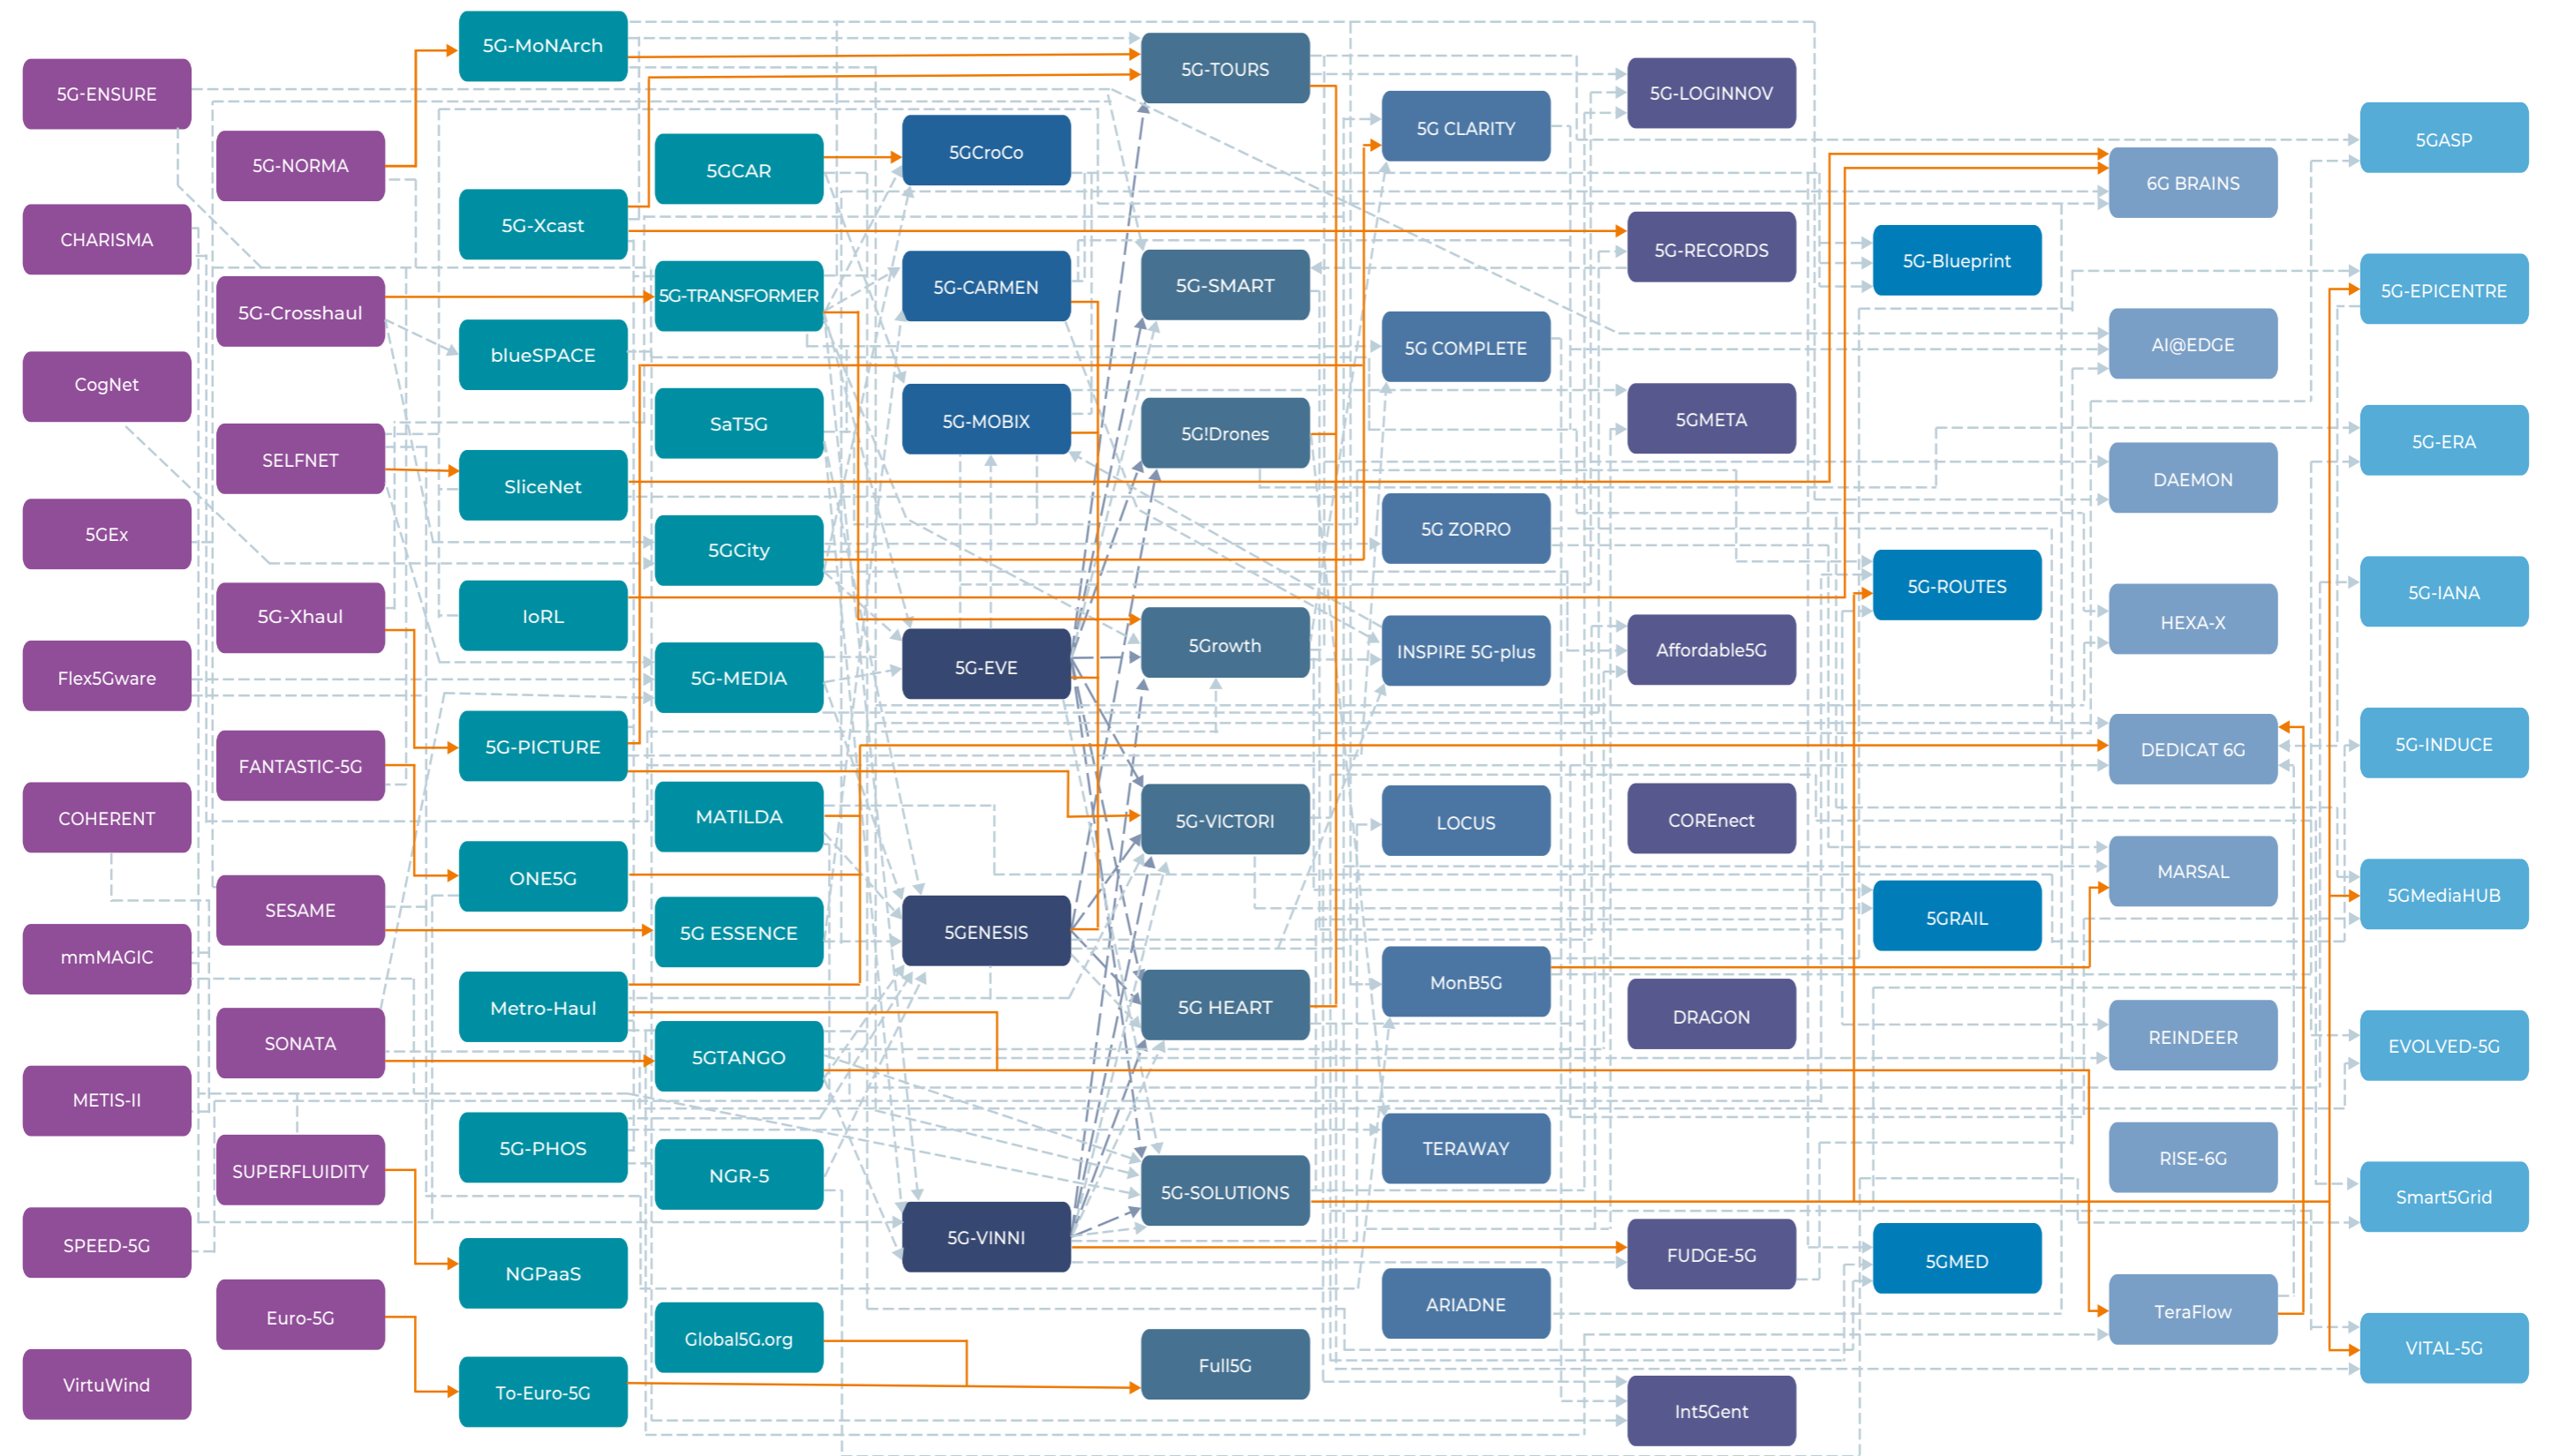 5G-ENSURE
CHARISMA
CogNet
5GEx
Flex5Gware
COHERENT
mmMAGIC
METIS-II
SPEED-5G
VirtuWind
5G-NORMA
5G-Crosshaul
SELFNET
5G-Xhaul
FANTASTIC-5G
SESAME
SONATA
SUPERFLUIDITY
Euro-5G
5G-MoNArch
5G-Xcast
blueSPACE
SliceNet
IoRL
5G-PICTURE
ONE5G
Metro-Haul
5G-PHOS
NGPaaS
To-Euro-5G
5GCAR
5G-TRANSFORMER
SaT5G
5GCity
5G-MEDIA
MATILDA
5G ESSENCE
5GTANGO
NGR-5
Global5G.org
5GCroCo
5G-CARMEN
5G-MOBIX
5G-EVE
5GENESIS
5G-VINNI
5G-TOURS
5G-SMART
5G!Drones
5Growth
5G-VICTORI
5G HEART
5G-SOLUTIONS
Full5G
5G CLARITY
5G COMPLETE
5G ZORRO
INSPIRE 5G-plus
LOCUS
MonB5G
TERAWAY
ARIADNE
5G-LOGINNOV
5G-RECORDS
5GMETA
Affordable5G
COREnect
DRAGON
FUDGE-5G
Int5Gent
5G-Blueprint
5G-ROUTES
5GRAIL
5GMED
6G BRAINS
AI@EDGE
DAEMON
HEXA-X
DEDICAT 6G
MARSAL
REINDEER
RISE-6G
TeraFlow
5GASP
5G-EPICENTRE
5G-ERA
5G-IANA
5G-INDUCE
5GMediaHUB
EVOLVED-5G
Smart5Grid
VITAL-5G